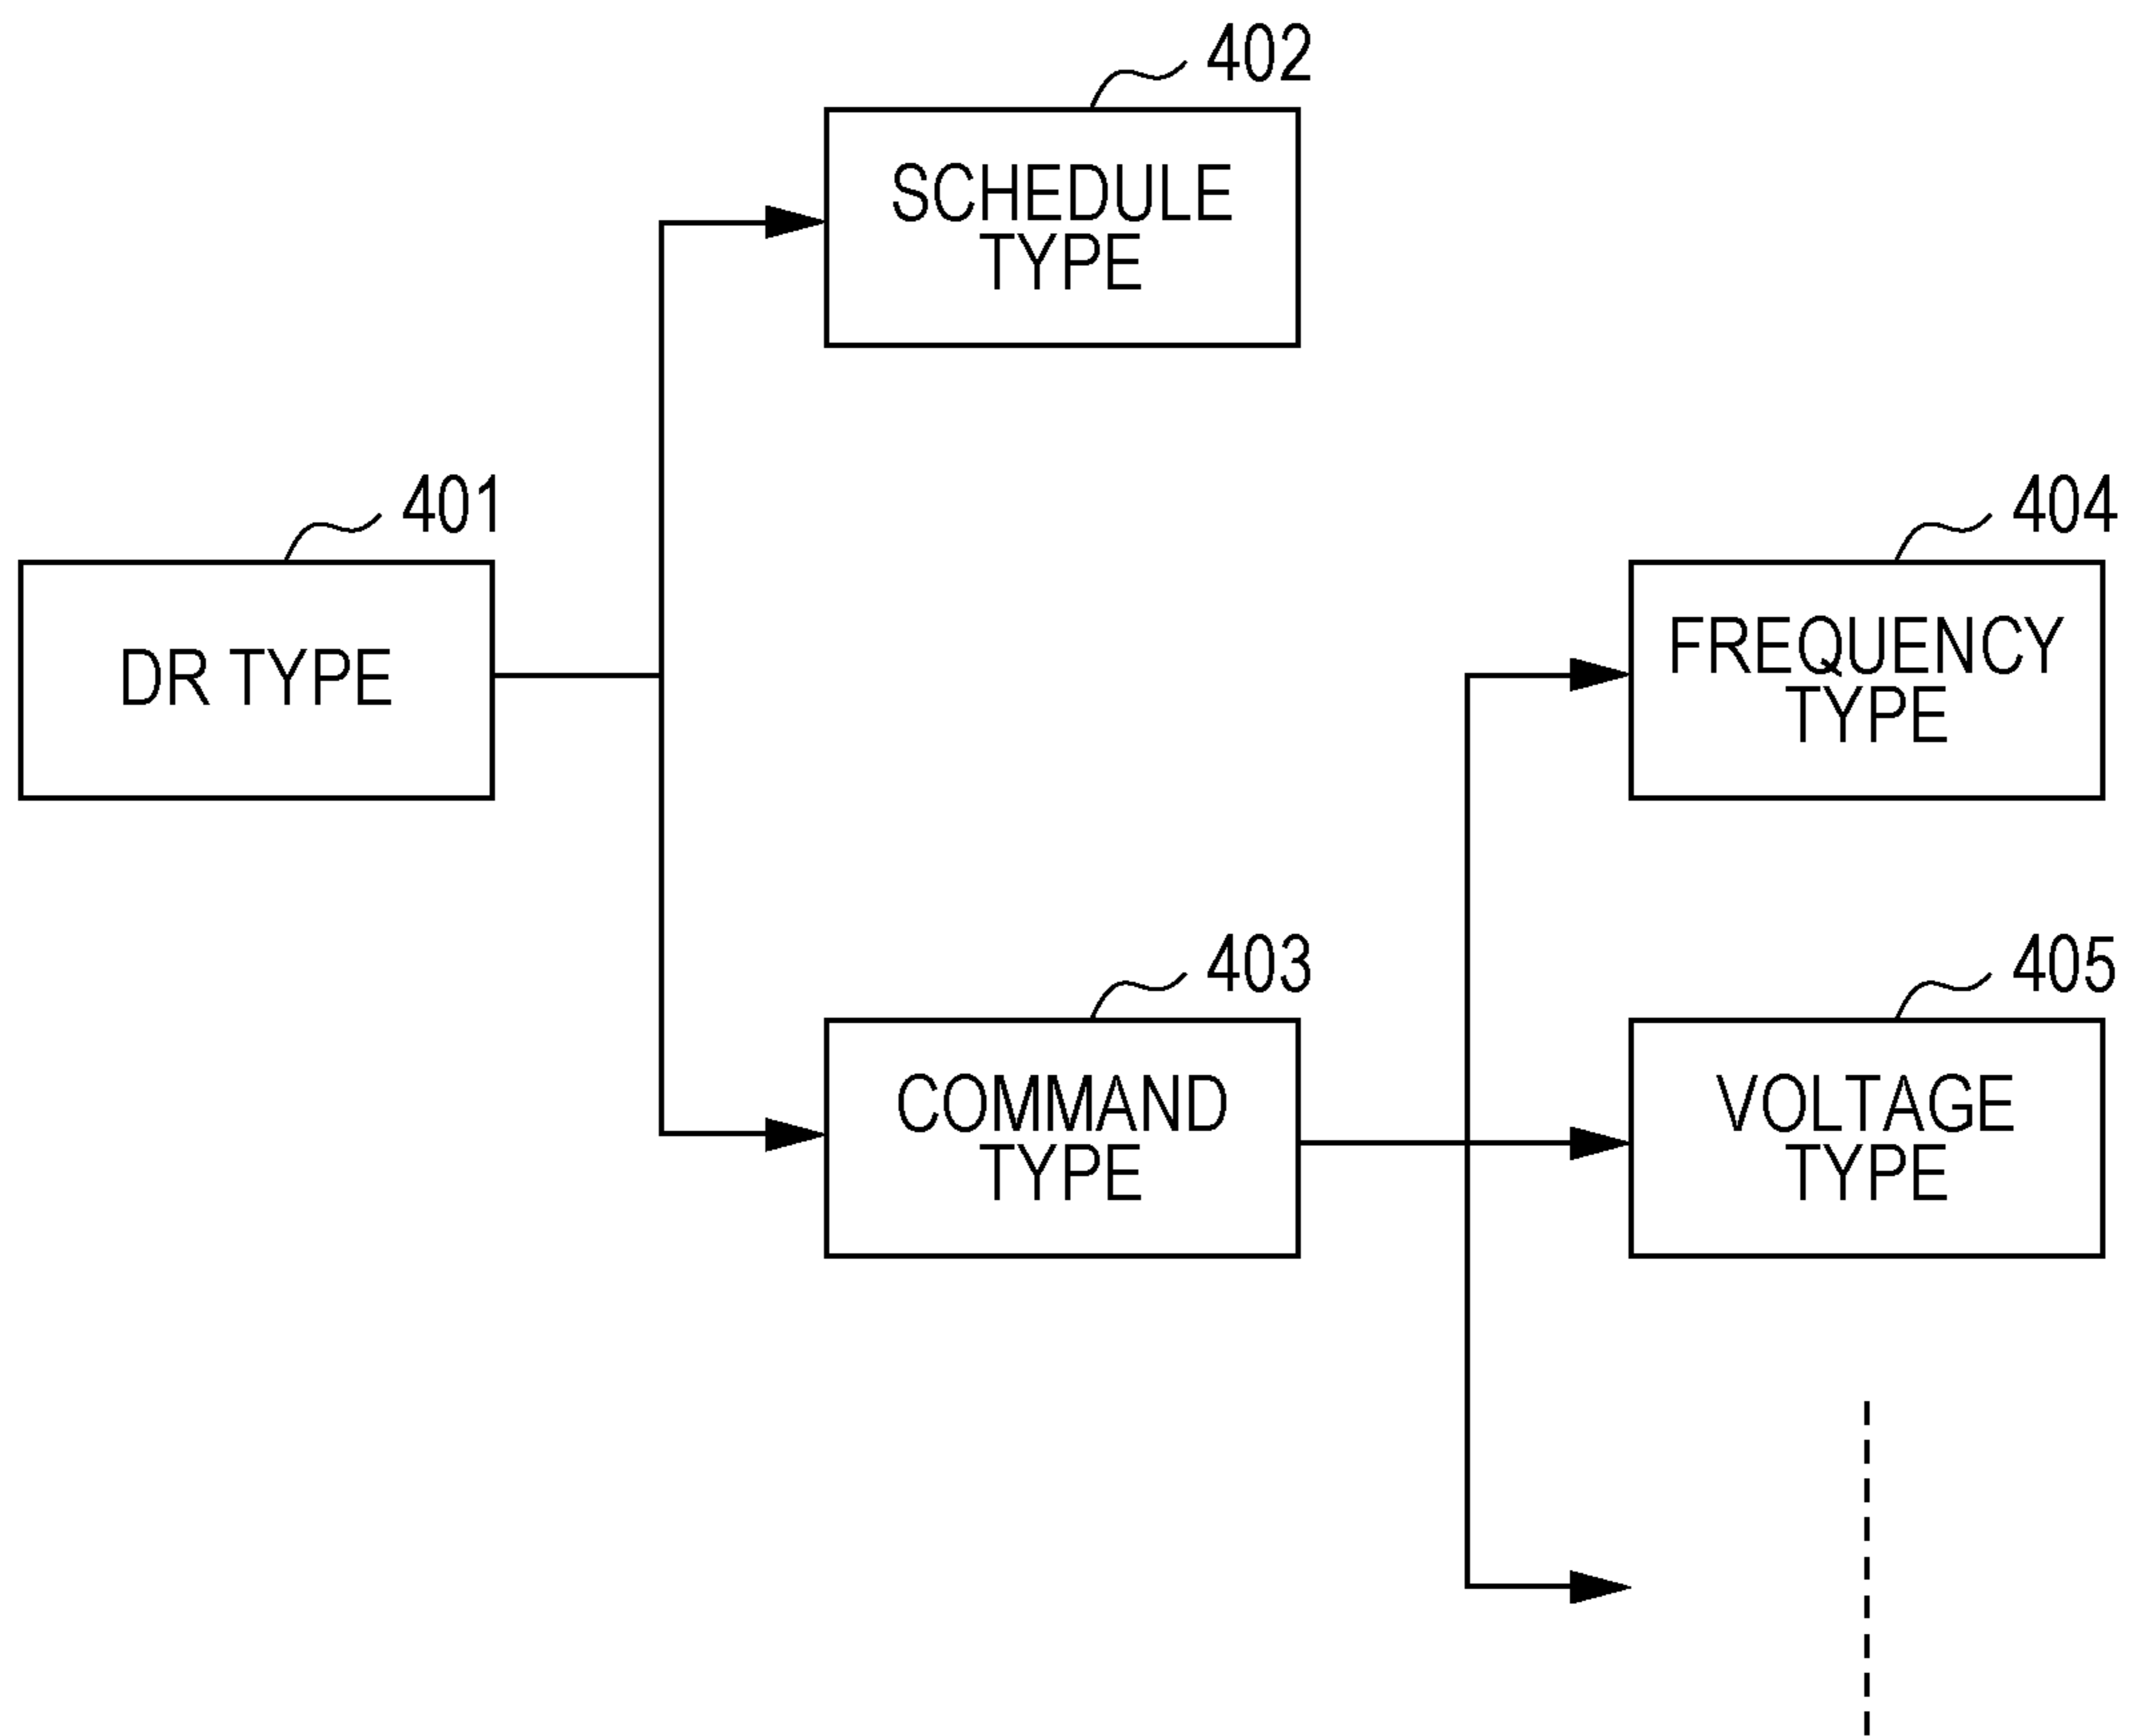 402
SCHEDULE
TYPE
401
DR TYPE
404
FREQUENCY
TYPE
403
COMMAND
TYPE
405
VOLTAGE
TYPE